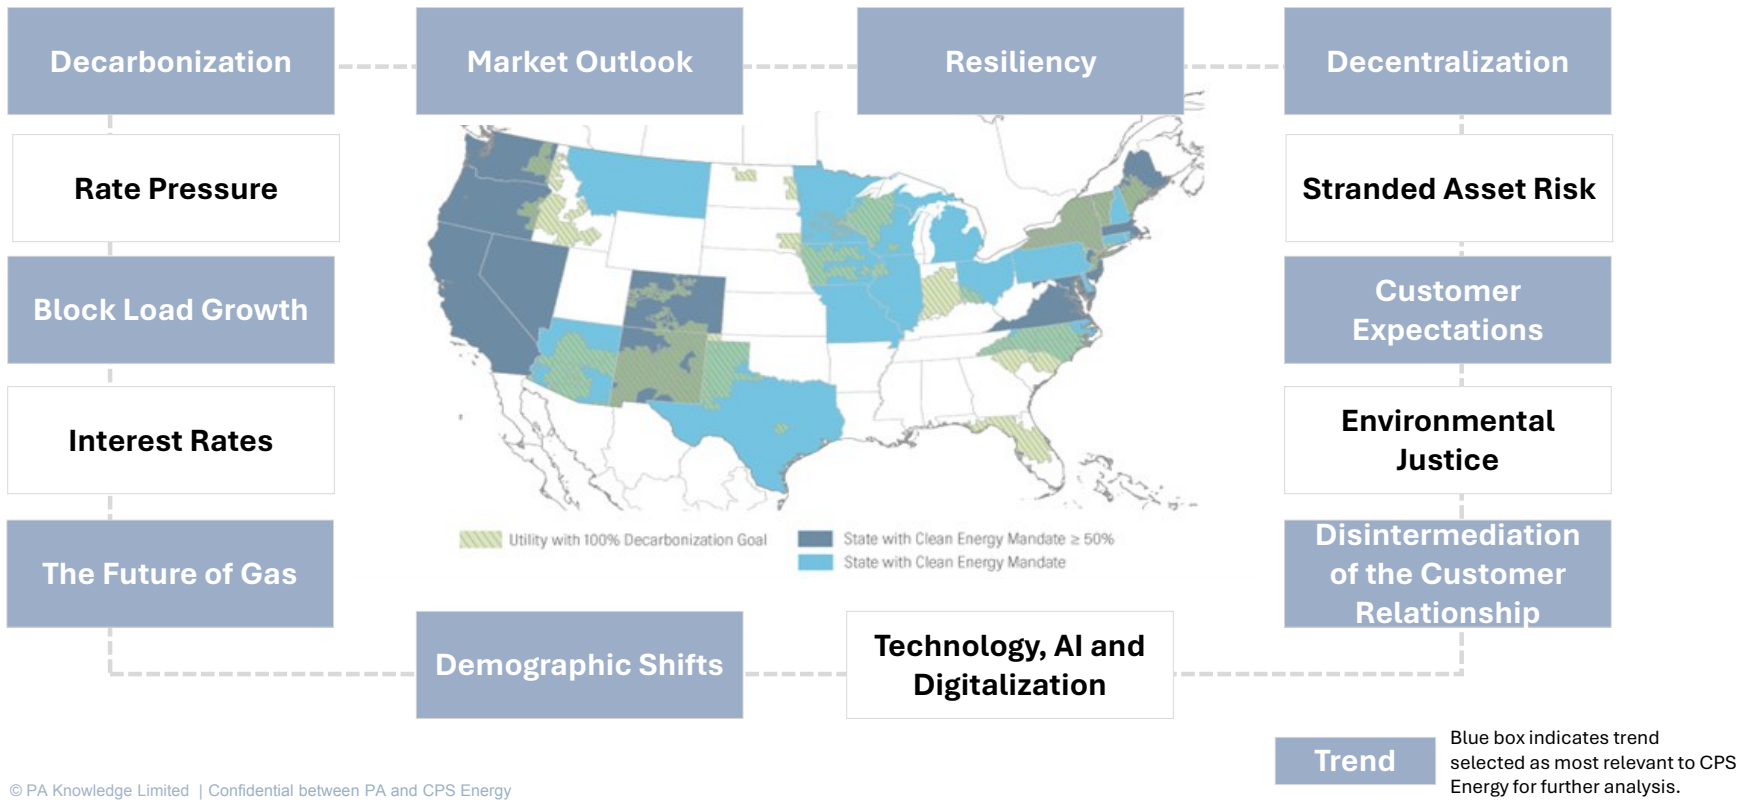 Decarbonization
Market Outlook
Resiliency
Decentralization
Rate Pressure
Stranded Asset Risk
Block Load Growth
Customer
Expectations
Interest Rates
Environmental
Justice
The Future of Gas
Disintermediation
of the Customer
Relationship
Utility with 100% Decarbonization Goal
State with Clean Energy Mandate ≥ 50%
State with Clean Energy Mandate
Demographic Shifts
Technology, AI and
Digitalization
Trend
Blue box indicates trend
selected as most relevant to CPS
Energy for further analysis.
© PA Knowledge Limited | Confidential between PA and CPS Energy